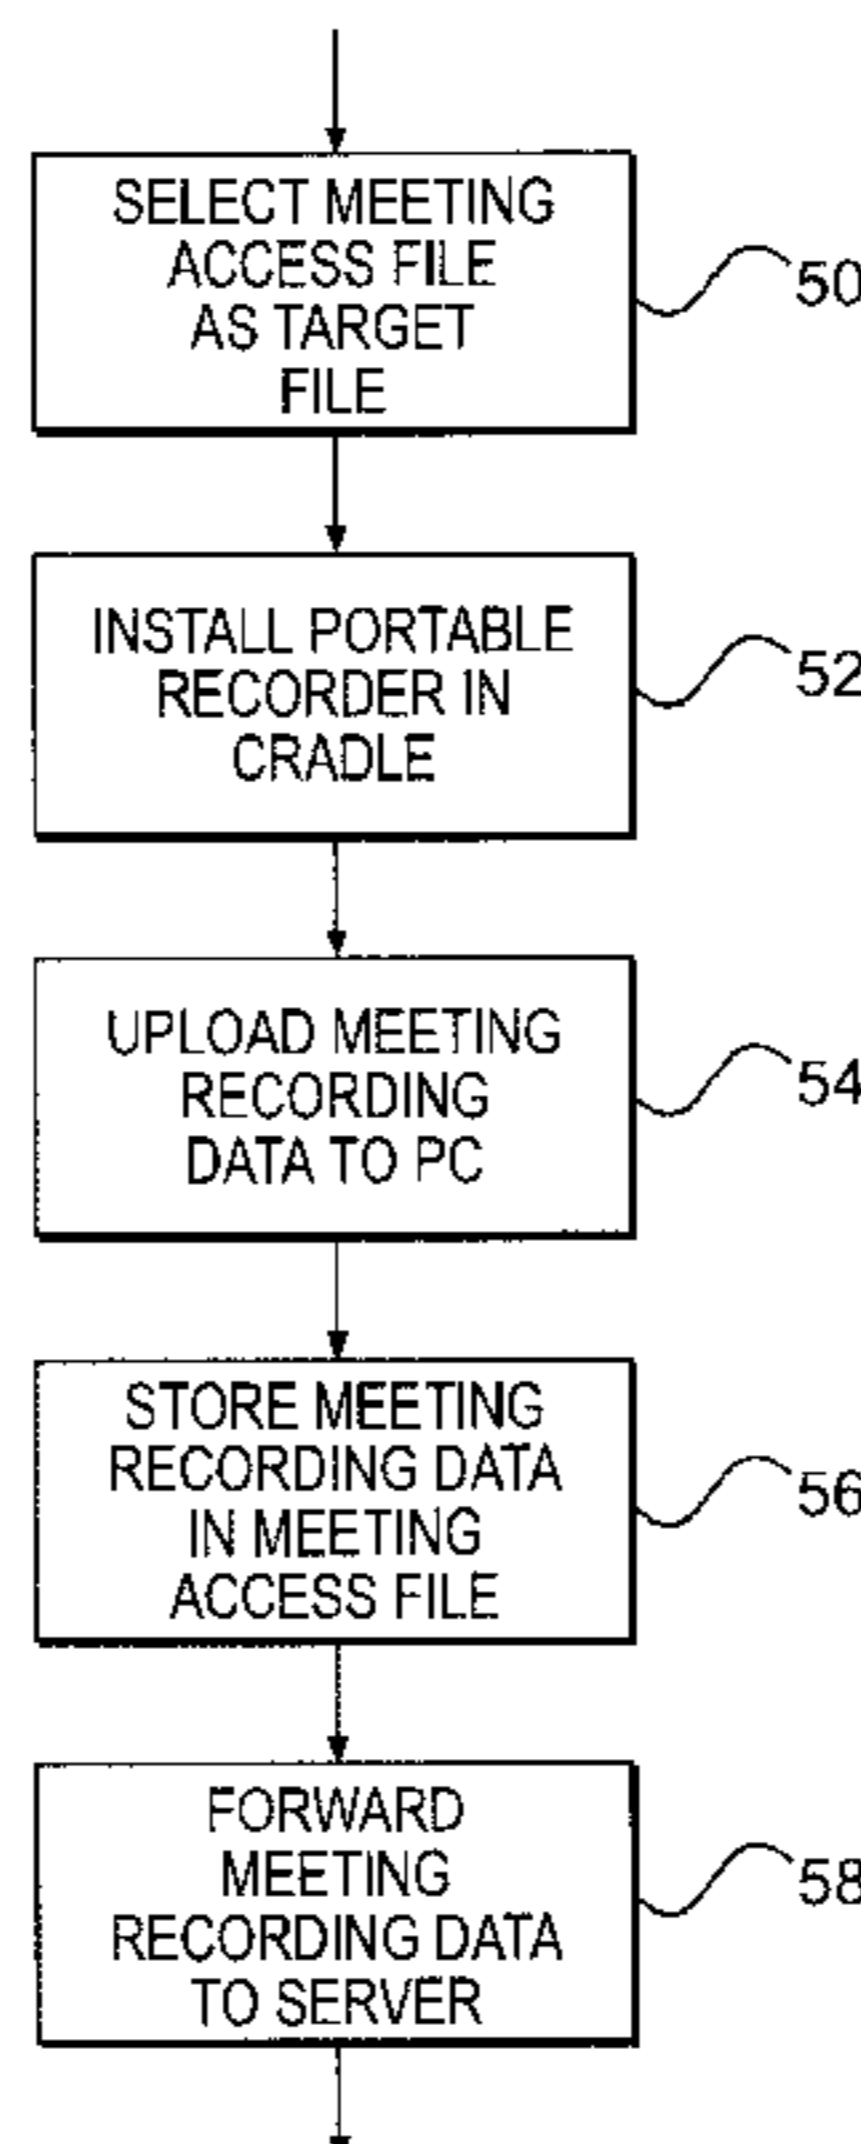 SELECT MEETING
ACCESS FILE
AS TARGET
FILE
50
INSTALL PORTABLE
RECORDER IN
CRADLE
52
UPLOAD MEETING
RECORDING
DATA TO PC
54
STORE MEETING
RECORDING DATA
IN MEETING
ACCESS FILE
56
FORWARD
MEETING
RECORDING DATA
TO SERVER
58